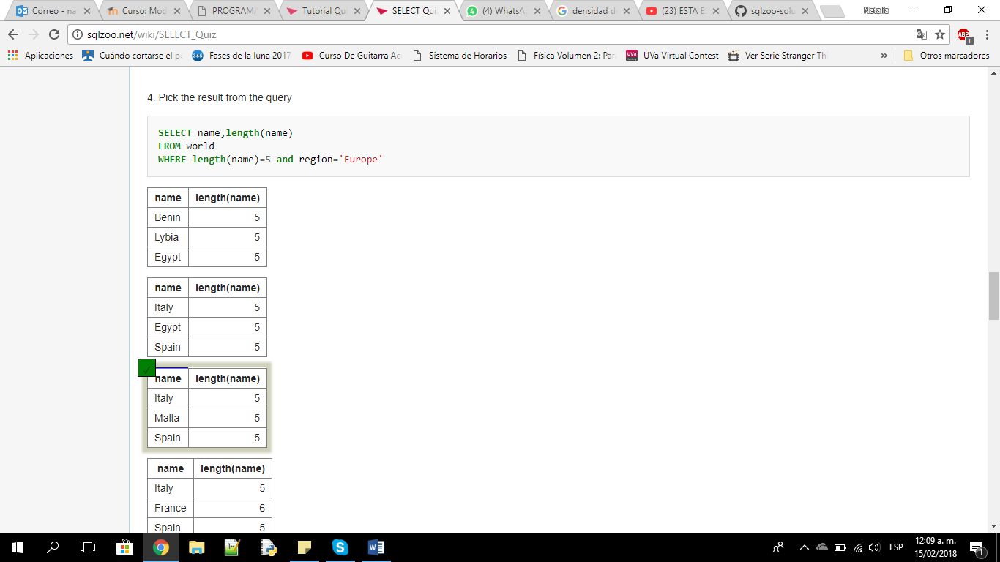 Correo - na
Curso: Mod
PROGRAMA
Tutorial Qu
SELECT Qui
(4) WhatsAp
densidad d
(23) ESTA E
sqlzoo-solu
Natalia
sqlzoo.net/wiki/SELECT_Quiz
ABP
1
Aplicaciones
Cuándo cortarse el p
365
Fases de la luna 2017
Curso De Guitarra Ac
Sistema de Horarios
Física Volumen 2: Par
UVa Virtual Contest
Ver Serie Stranger Th
»
Otros marcadores
4. Pick the result from the query
SELECT name,length(name)
FROM world
WHERE length(name)=5 and region='Europe'
name length(name)
Benin 5
Lybia 5
Egypt 5
name length(name)
Italy 5
Egypt 5
Spain 5
name length(name)
Italy 5
Malta 5
Spain 5
name length(name)
Italy 5
France 6
Spain 5
ESP
12:09 a. m.
15/02/2018
1